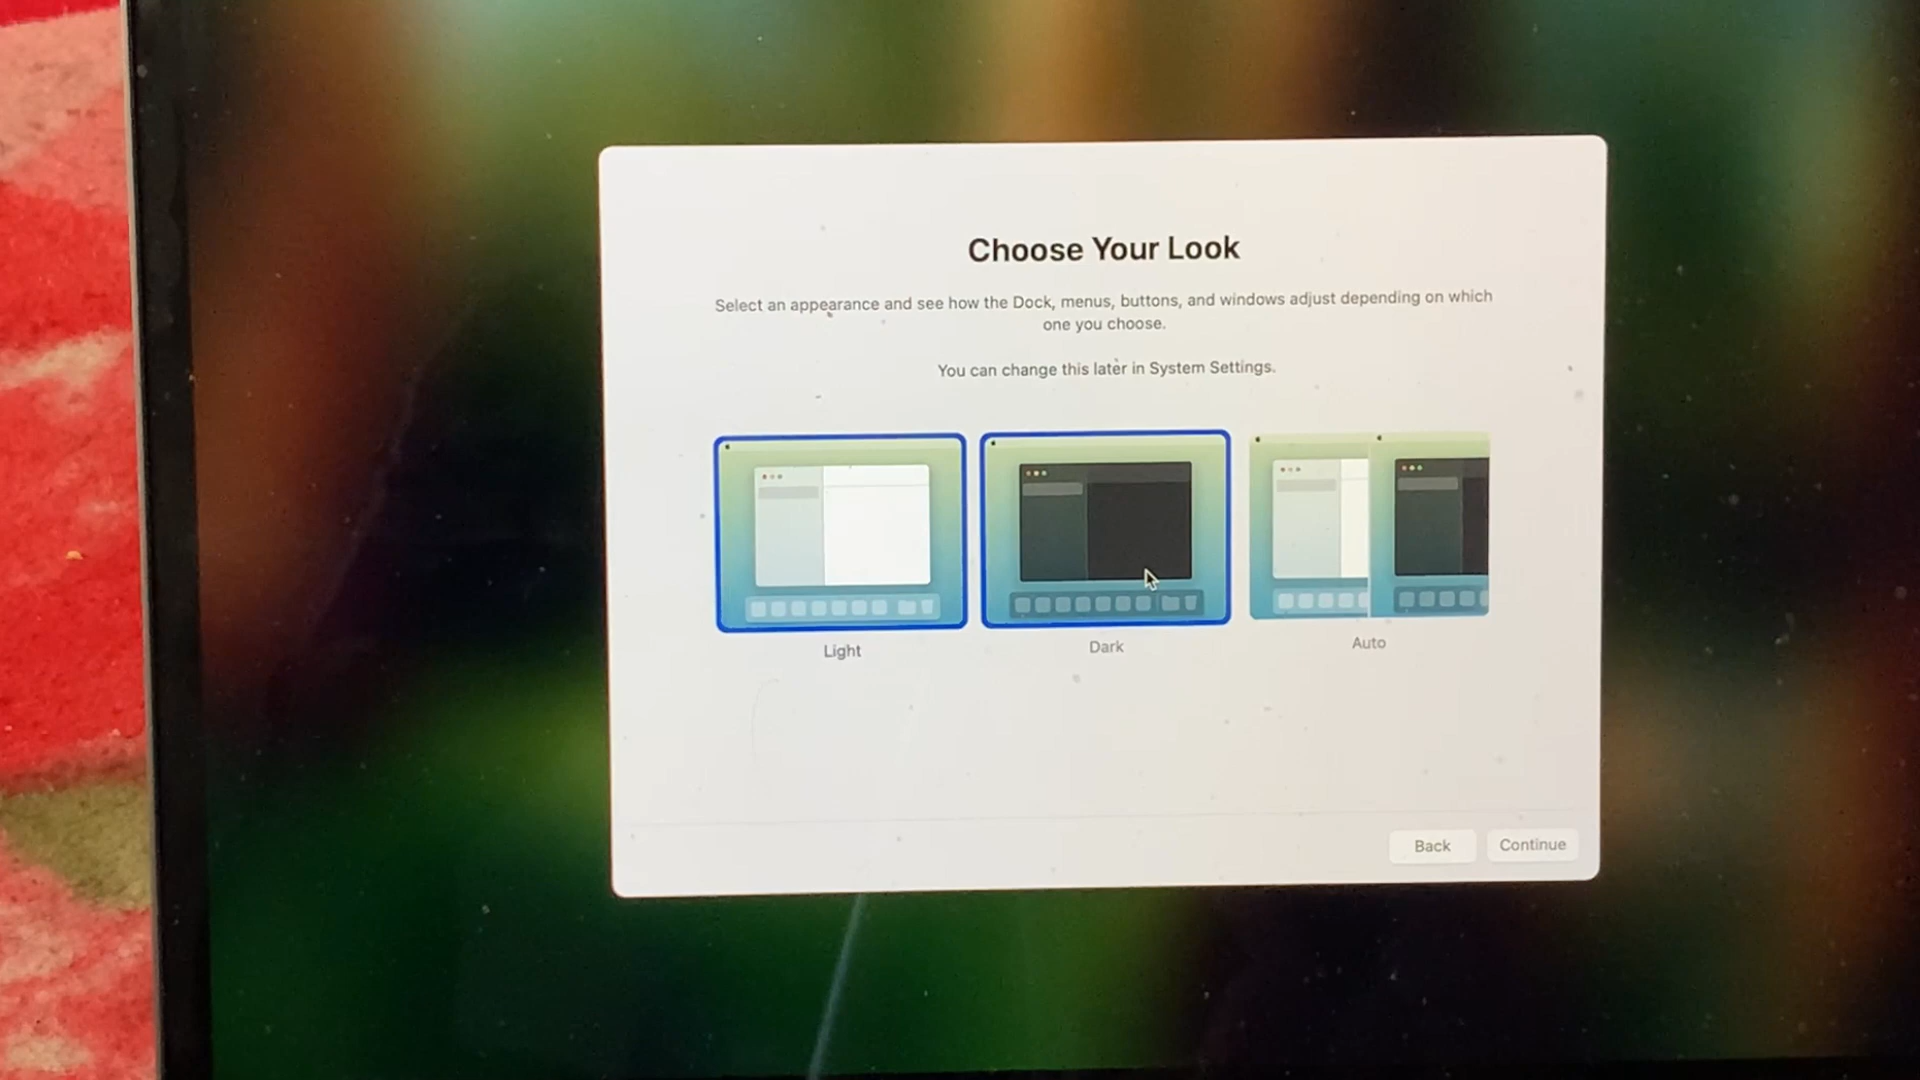 Choose Your Look
Select an appearance and see how the Dock, menus, buttons, and windows adjust depending on which
one you choose.
You can change this later in System Settings.
Light
Dark
Auto
Back
Continue